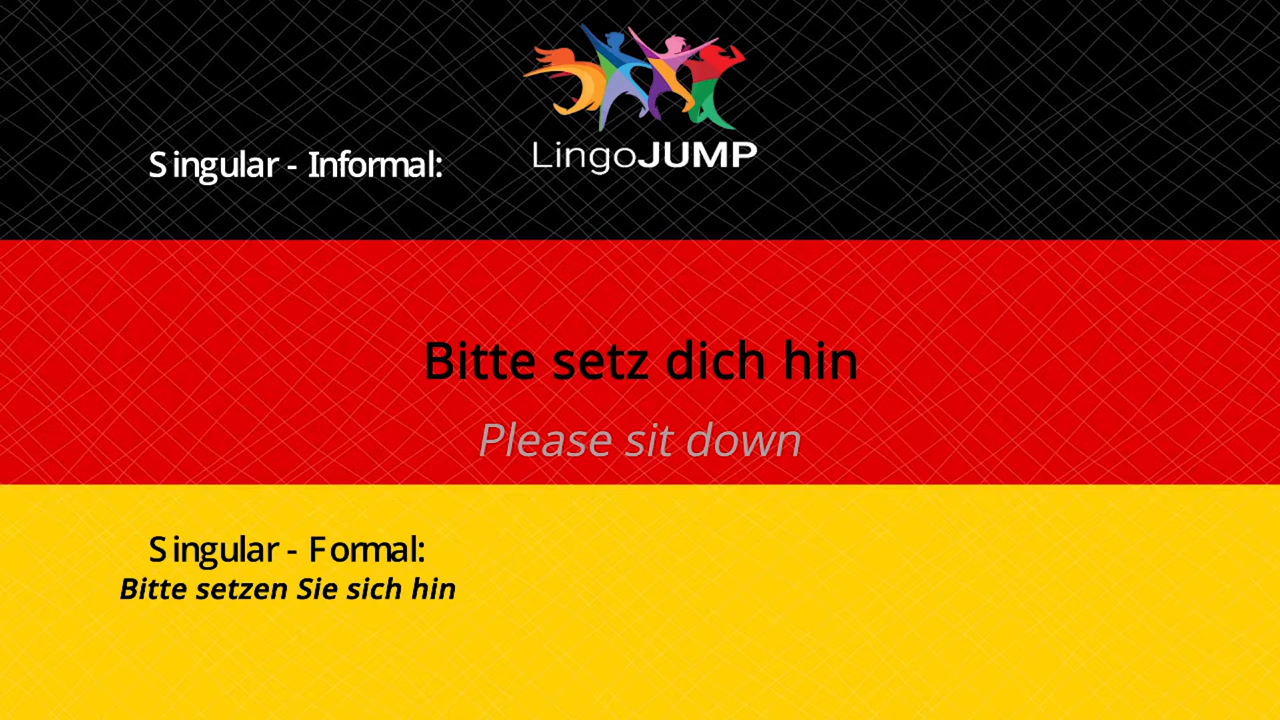 LingoJUMP
Singular - Informal:
Bitte setz dich hin
Please sit down
Singular - Formal:
Bitte setzen Sie sich hin